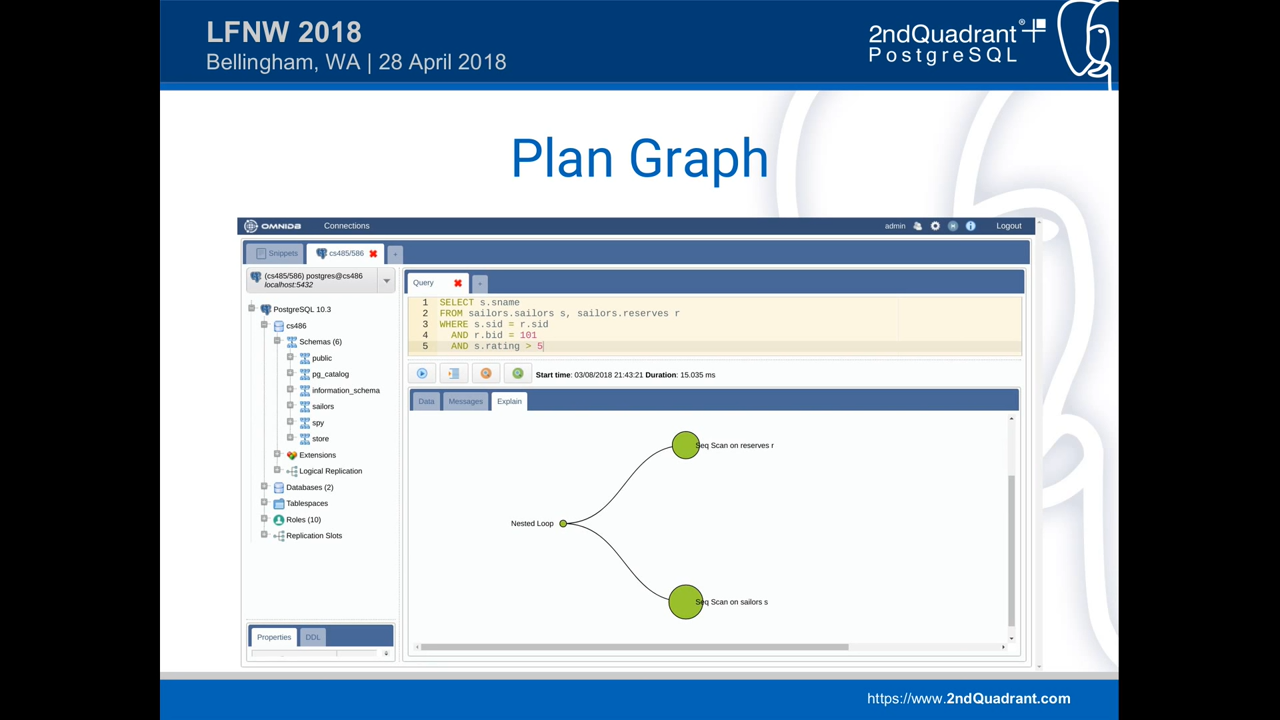 LFNW 2018
Bellingham, WA | 28 April 2018
2ndQuadrant®+
PostgreSQL
Plan Graph
OMNIDB
Connections
admin
Logout
Snippets
cs485/586
+
(cs485/586) postgres@cs486
localhost:5432
PostgreSQL 10.3
cs486
Schemas (6)
public
pg_catalog
information_schema
sailors
spy
store
Extensions
Logical Replication
Databases (2)
Tablespaces
Roles (10)
Replication Slots
Properties
DDL
Query
+
1 SELECT s.sname
2 FROM sailors.sailors s, sailors.reserves r
3 WHERE s.sid = r.sid
4 AND r.bid = 101
5 AND s.rating > 5
Start time: 03/08/2018 21:43:21 Duration: 15.035 ms
Data
Messages
Explain
Seq Scan on reserves r
Nested Loop
Seq Scan on sailors s
https://www.2ndQuadrant.com